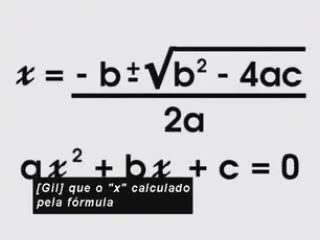 x = - b ± √b² - 4ac
2a
ax² + bx + c = 0
[Gil] que o "x" calculado
pela fórmula